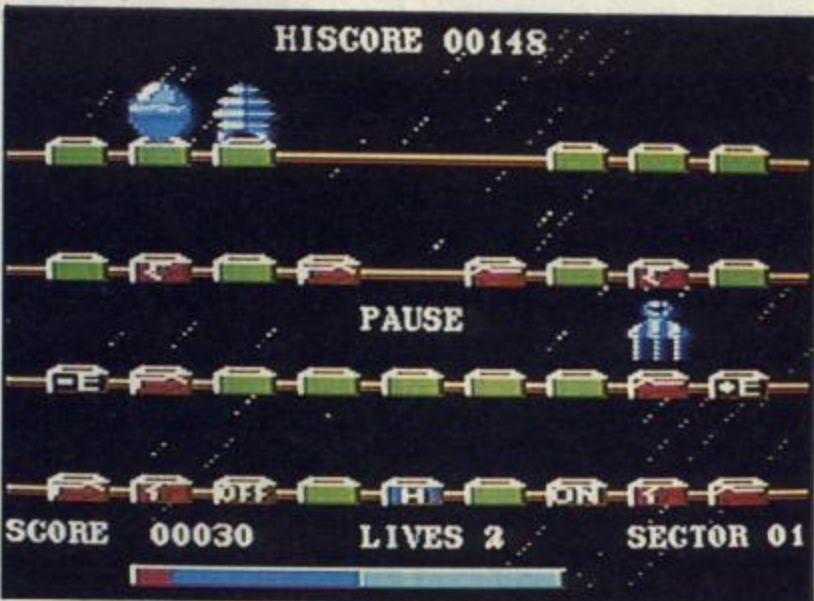 HISCORE 00148
PAUSE
-E +E
OFF H ON
SCORE 00030 LIVES 2 SECTOR 01